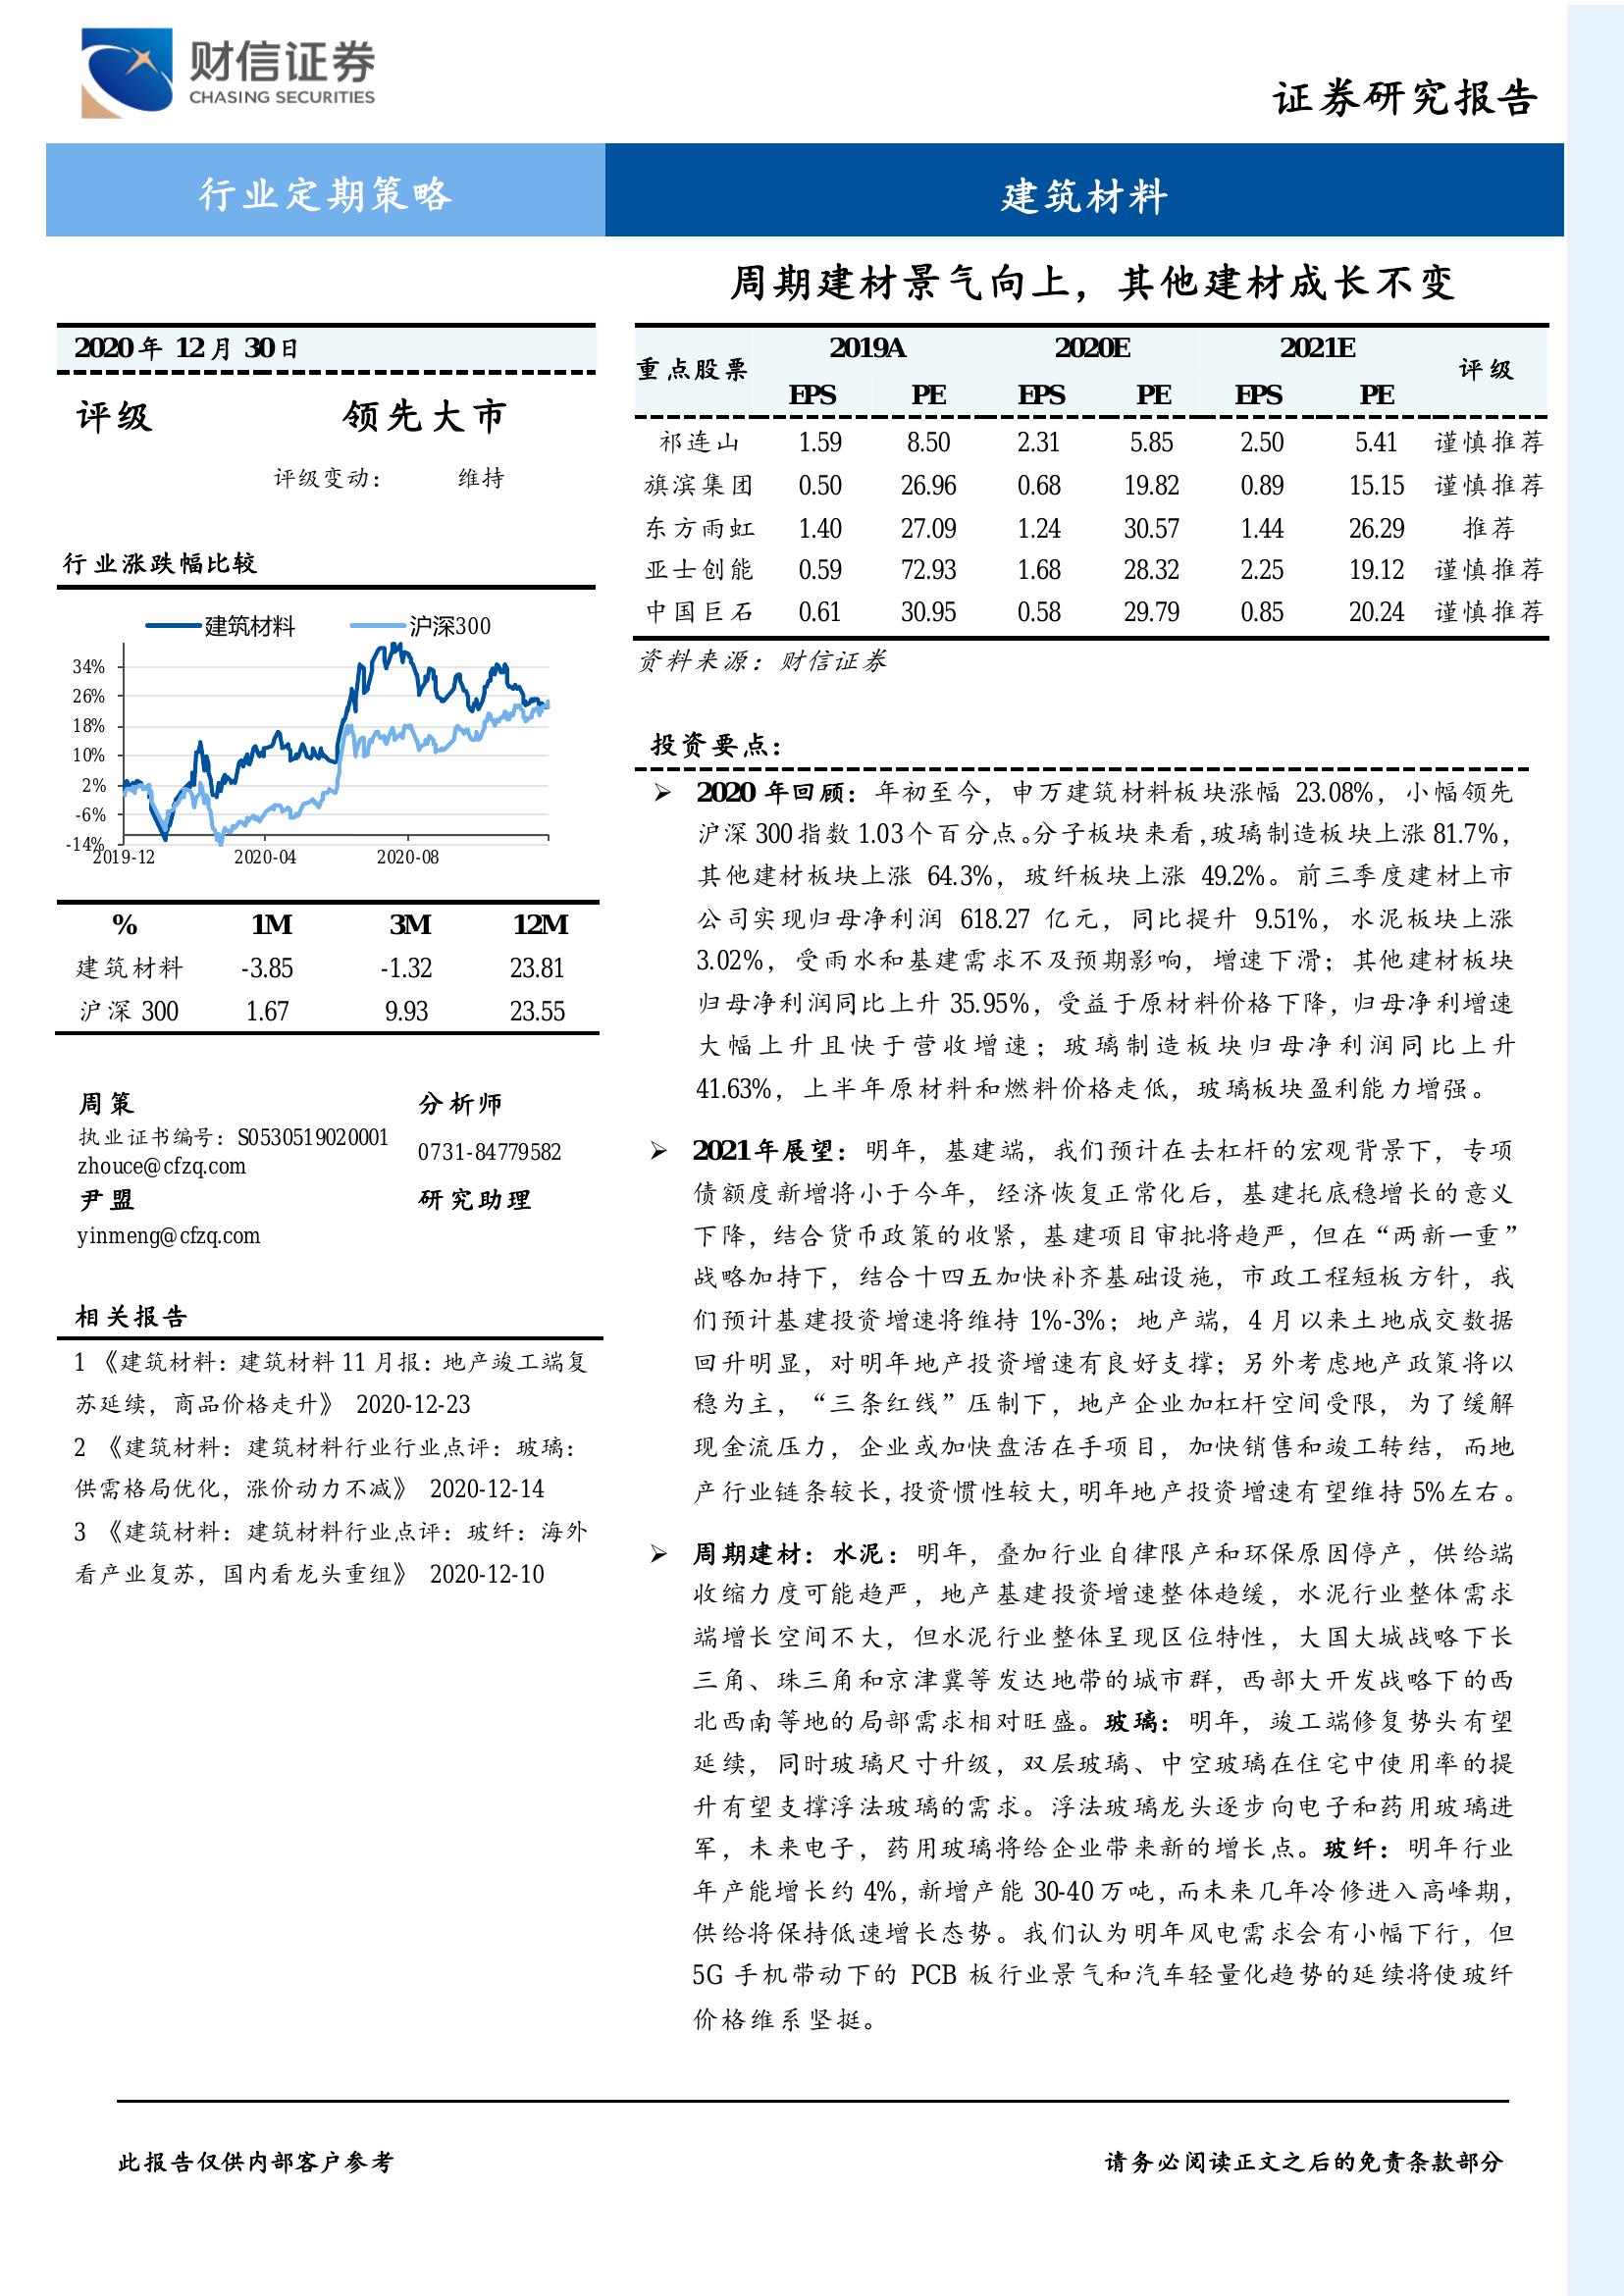 财信证券
CHASING SECURITIES
证券研究报告
行业定期策略
建筑材料
周期建材景气向上，其他建材成长不变
2020年 12月 30日
评级 领先大市
评级变动： 维持
行业涨跌幅比较
建筑材料 沪深300
34%
26%
18%
10%
2%
-6%
-14%
2019-12 2020-04 2020-08
% 1M 3M 12M
建筑材料 -3.85 -1.32 23.81
沪深 300 1.67 9.93 23.55
周策 分析师
执业证书编号：S0530519020001
zhouce@cfzq.com 0731-84779582
尹盟 研究助理
yinmeng@cfzq.com
相关报告
1 《建筑材料：建筑材料 11 月报：地产竣工端复
苏延续，商品价格走升》 2020-12-23
2 《建筑材料：建筑材料行业行业点评：玻璃：
供需格局优化，涨价动力不减》 2020-12-14
3 《建筑材料：建筑材料行业点评：玻纤：海外
看产业复苏，国内看龙头重组》 2020-12-10
重点股票 2019A 2020E 2021E 评级
EPS PE EPS PE EPS PE
祁连山 1.59 8.50 2.31 5.85 2.50 5.41 谨慎推荐
旗滨集团 0.50 26.96 0.68 19.82 0.89 15.15 谨慎推荐
东方雨虹 1.40 27.09 1.24 30.57 1.44 26.29 推荐
亚士创能 0.59 72.93 1.68 28.32 2.25 19.12 谨慎推荐
中国巨石 0.61 30.95 0.58 29.79 0.85 20.24 谨慎推荐
资料来源：财信证券
投资要点：
➢ 2020 年回顾：年初至今，申万建筑材料板块涨幅 23.08%，小幅领先
沪深 300 指数 1.03 个百分点。分子板块来看，玻璃制造板块上涨 81.7%，
其他建材板块上涨 64.3%，玻纤板块上涨 49.2%。前三季度建材上市
公司实现归母净利润 618.27 亿元，同比提升 9.51%，水泥板块上涨
3.02%，受雨水和基建需求不及预期影响，增速下滑；其他建材板块
归母净利润同比上升 35.95%，受益于原材料价格下降，归母净利增速
大幅上升且快于营收增速；玻璃制造板块归母净利润同比上升
41.63%，上半年原材料和燃料价格走低，玻璃板块盈利能力增强。
➢ 2021年展望：明年，基建端，我们预计在去杠杆的宏观背景下，专项
债额度新增将小于今年，经济恢复正常化后，基建托底稳增长的意义
下降，结合货币政策的收紧，基建项目审批将趋严，但在“两新一重”
战略加持下，结合十四五加快补齐基础设施，市政工程短板方针，我
们预计基建投资增速将维持 1%-3%；地产端，4 月以来土地成交数据
回升明显，对明年地产投资增速有良好支撑；另外考虑地产政策将以
稳为主，“三条红线”压制下，地产企业加杠杆空间受限，为了缓解
现金流压力，企业或加快盘活在手项目，加快销售和竣工转结，而地
产行业链条较长，投资惯性较大，明年地产投资增速有望维持 5%左右。
➢ 周期建材：水泥：明年，叠加行业自律限产和环保原因停产，供给端
收缩力度可能趋严，地产基建投资增速整体趋缓，水泥行业整体需求
端增长空间不大，但水泥行业整体呈现区位特性，大国大城战略下长
三角、珠三角和京津冀等发达地带的城市群，西部大开发战略下的西
北西南等地的局部需求相对旺盛。玻璃：明年，竣工端修复势头有望
延续，同时玻璃尺寸升级，双层玻璃、中空玻璃在住宅中使用率的提
升有望支撑浮法玻璃的需求。浮法玻璃龙头逐步向电子和药用玻璃进
军，未来电子，药用玻璃将给企业带来新的增长点。玻纤：明年行业
年产能增长约 4%，新增产能 30-40 万吨，而未来几年冷修进入高峰期，
供给将保持低速增长态势。我们认为明年风电需求会有小幅下行，但
5G 手机带动下的 PCB 板行业景气和汽车轻量化趋势的延续将使玻纤
价格维系坚挺。
此报告仅供内部客户参考
请务必阅读正文之后的免责条款部分